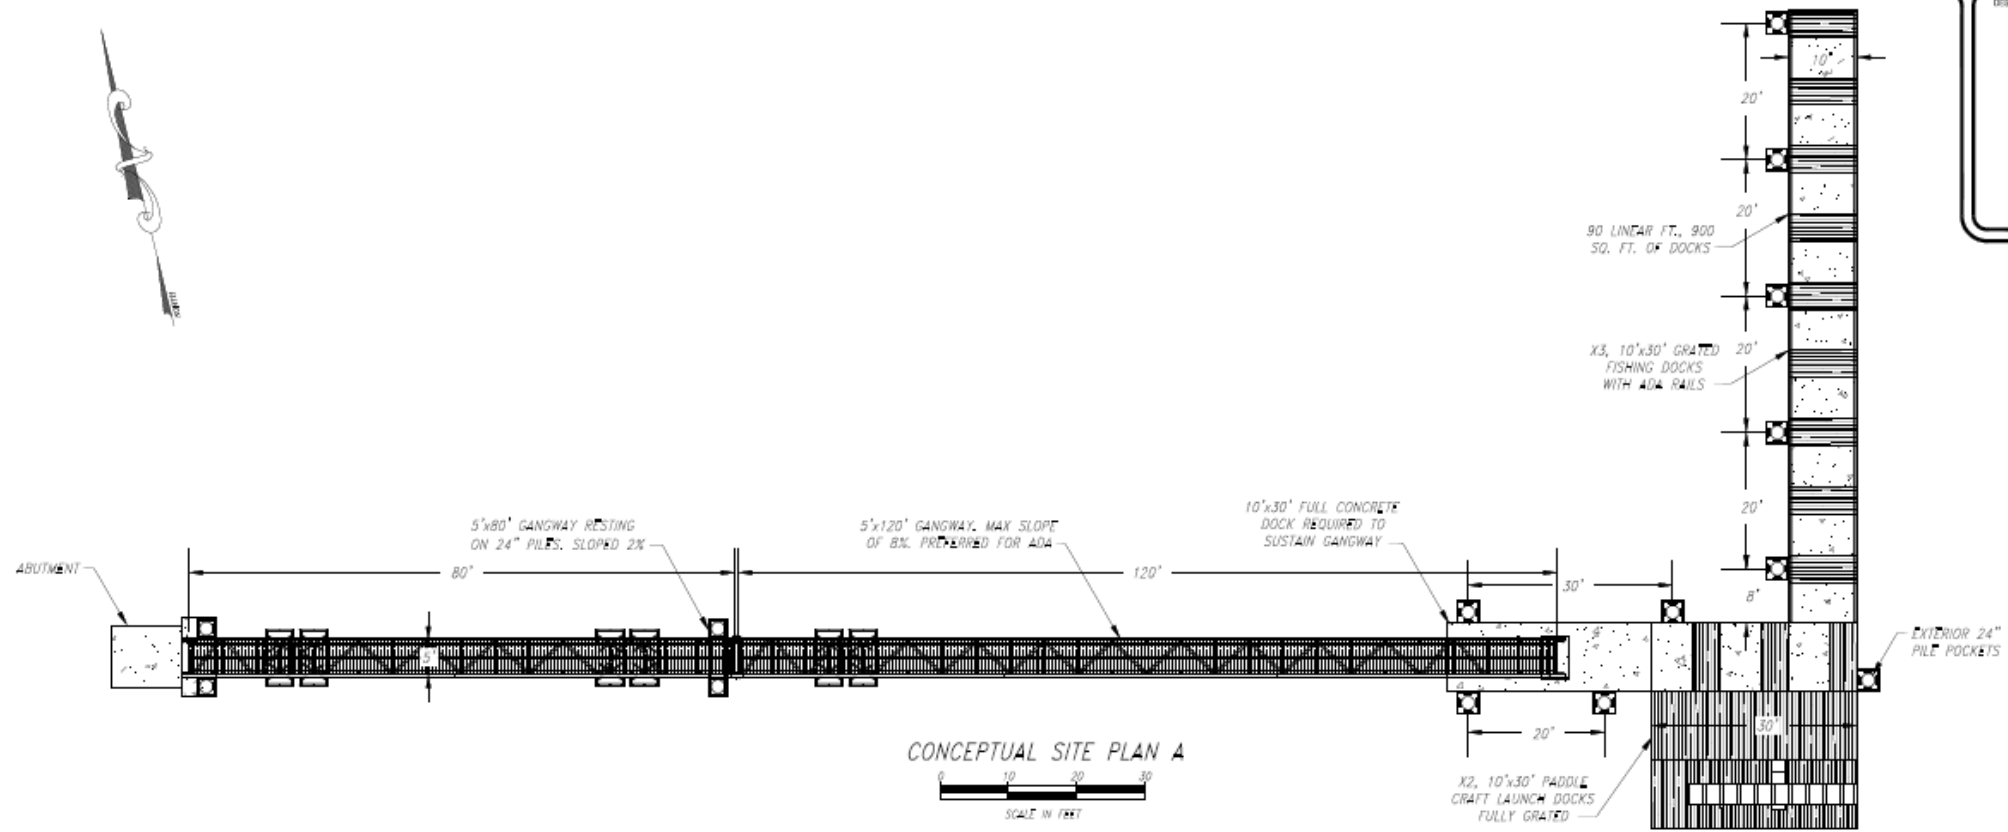 10'
20'
20'
90 LINEAR FT., 900
SQ. FT. OF DOCKS
X3, 10'x30' GRATED
FISHING DOCKS
WITH ADA RAILS
20'
20'
8'
ABUTMENT
5'x80' GANGWAY RESTING
ON 24" PILES. SLOPED 2%
5'x120' GANGWAY. MAX SLOPE
OF 8%. PREFERRED FOR ADA
10'x30' FULL CONCRETE
DOCK REQUIRED TO
SUSTAIN GANGWAY
80'
120'
30'
5'
EXTERIOR 24"
PILE POCKETS
20'
30'
CONCEPTUAL SITE PLAN A
0 10 20 30
SCALE IN FEET
X2, 10'x30' PADDLE
CRAFT LAUNCH DOCKS
FULLY GRATED